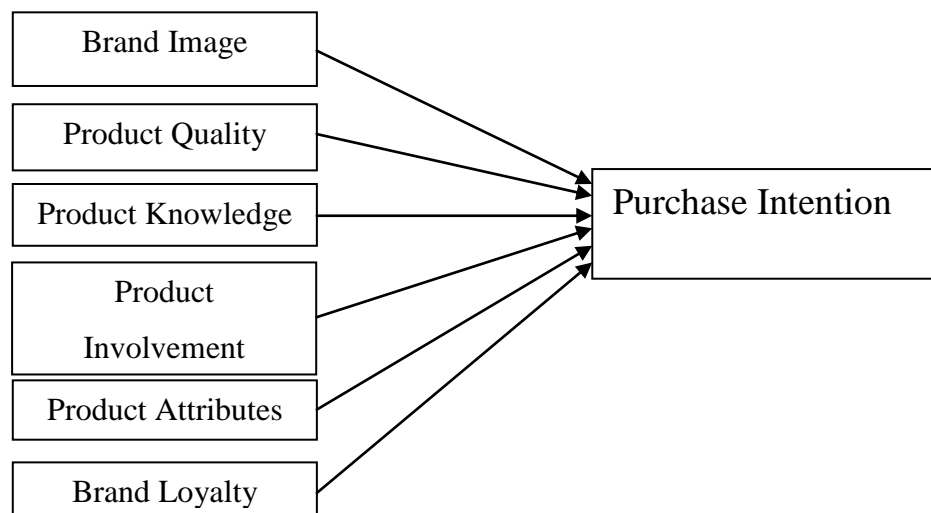 Brand Image
Product Quality
Product Knowledge
Product
Involvement
Product Attributes
Brand Loyalty
Purchase Intention